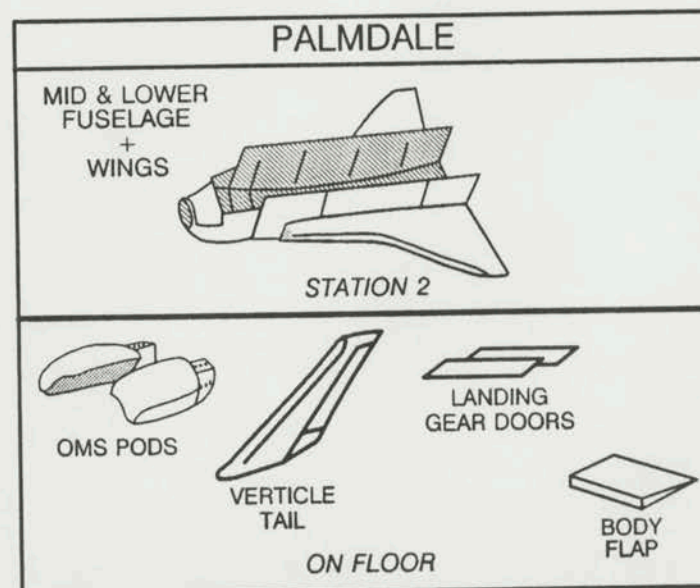 PALMDALE
MID & LOWER
FUSELAGE
+
WINGS
STATION 2
OMS PODS
VERTICLE
TAIL
LANDING
GEAR DOORS
BODY
FLAP
ON FLOOR